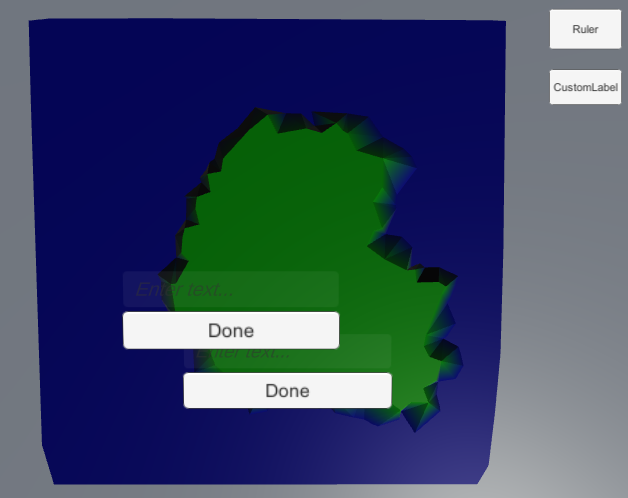 Ruler
CustomLabel
Enter text...
Done
Enter text...
Done